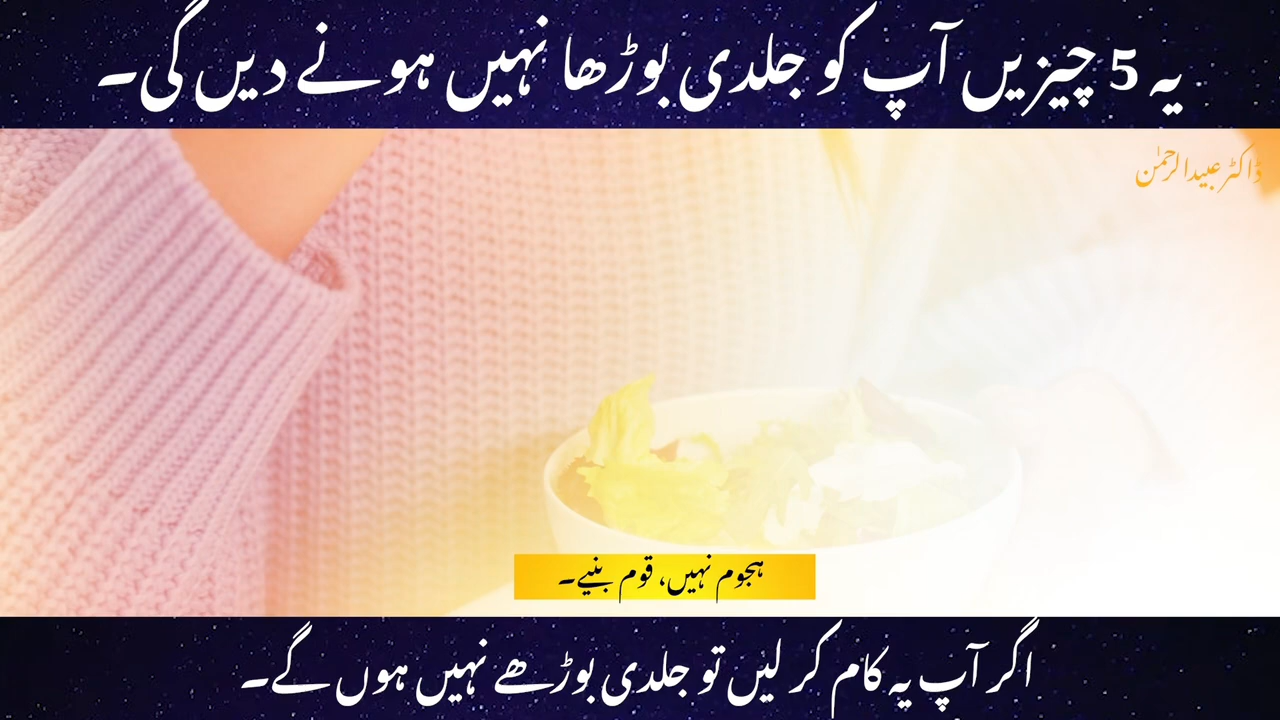 یہ 5 چیزیں آپ کو جلدی بوڑھا نہیں ہونے دیں گی۔
ڈاکٹر عبیدالرحمٰن
ہجوم نہیں، قوم بنیے۔
اگر آپ یہ کام کر لیں تو جلدی بوڑھے نہیں ہوں گے۔